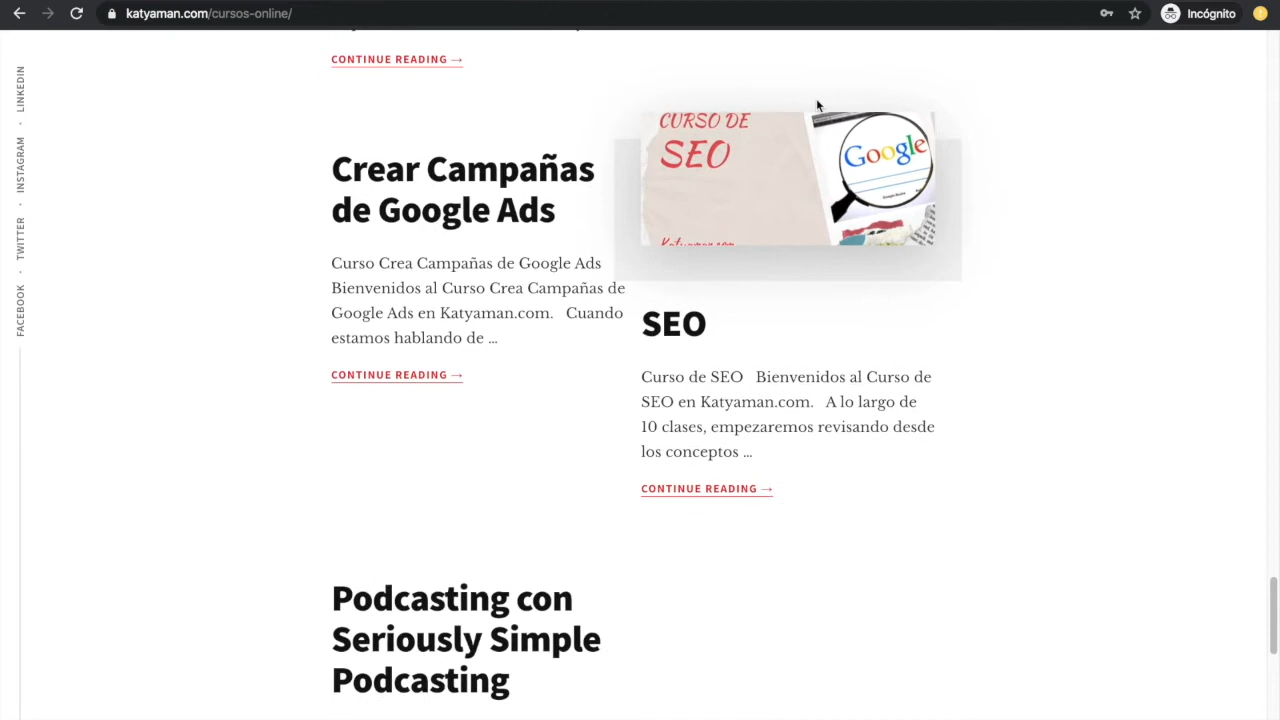 katyaman.com/cursos-online/
Incógnito
FACEBOOK · TWITTER · INSTAGRAM · LINKEDIN
CONTINUE READING →
Crear Campañas
de Google Ads
Curso Crea Campañas de Google Ads
Bienvenidos al Curso Crea Campañas de
Google Ads en Katyaman.com. Cuando
estamos hablando de ...
CONTINUE READING →
CURSO DE
SEO
Google
Katyaman.com
SEO
Curso de SEO Bienvenidos al Curso de
SEO en Katyaman.com. A lo largo de
10 clases, empezaremos revisando desde
los conceptos ...
CONTINUE READING →
Podcasting con
Seriously Simple
Podcasting